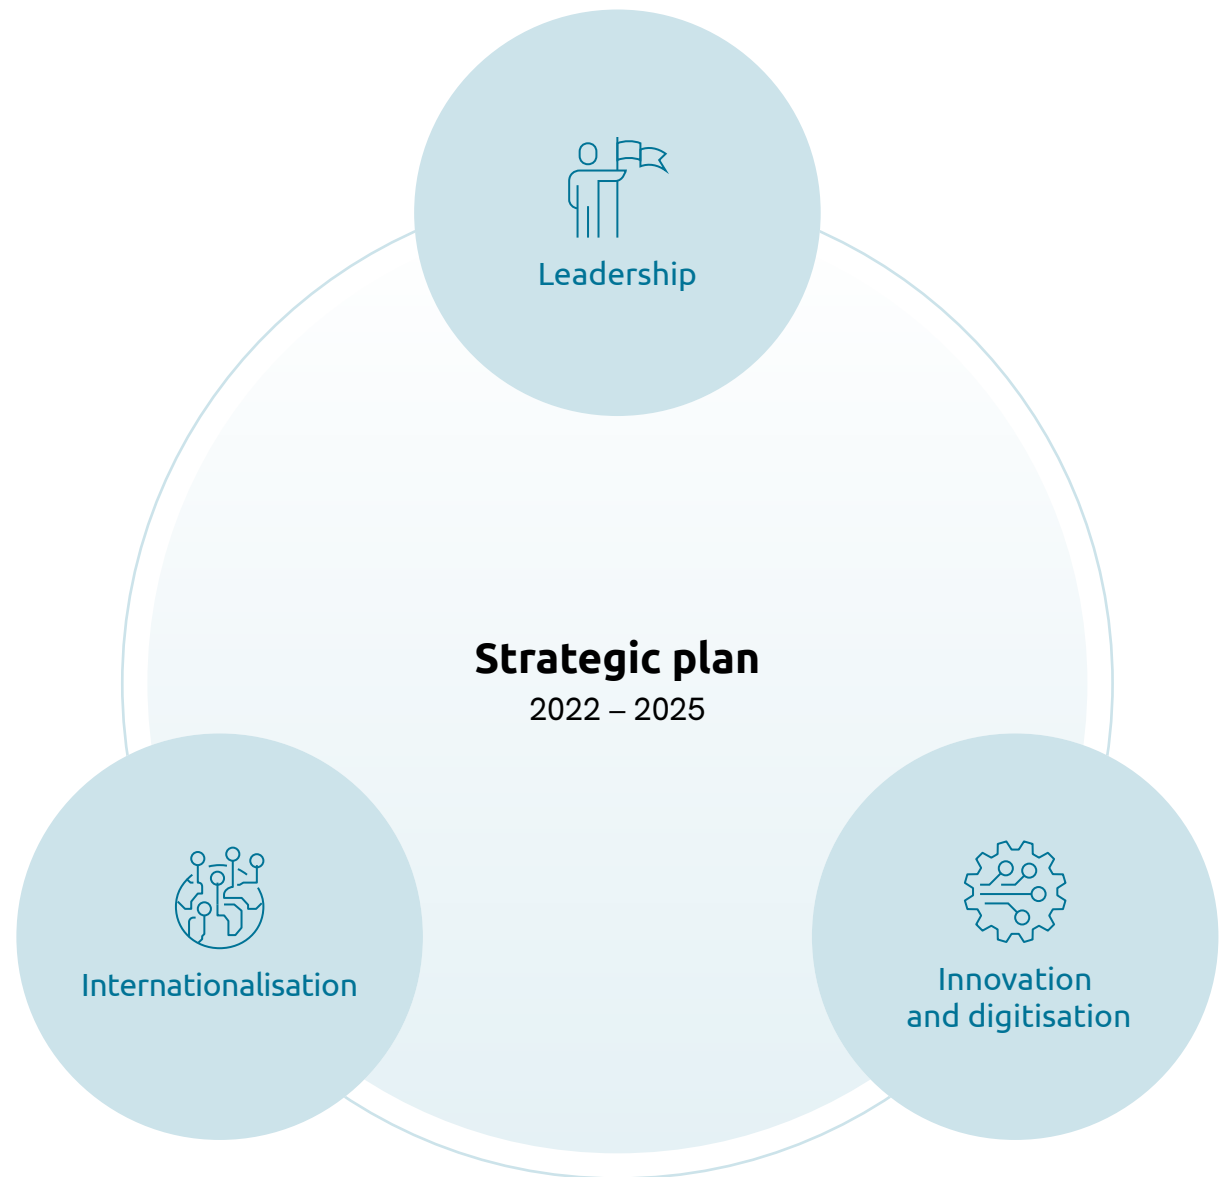 Leadership
Strategic plan
2022 – 2025
Internationalisation
Innovation
and digitisation